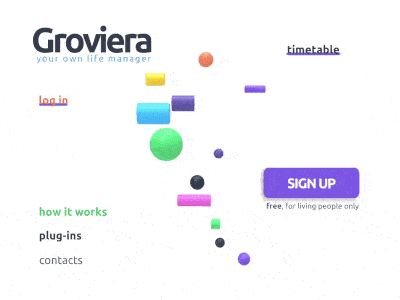 Groviera
your own life manager
timetable
log in
SIGN UP
free, for living people only
how it works
plug-ins
contacts